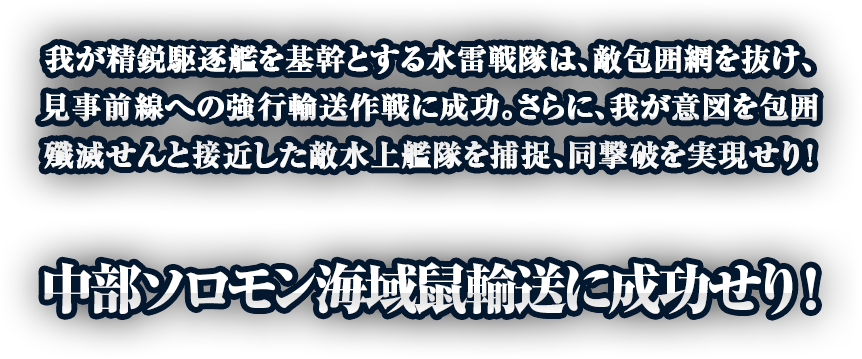 我が精鋭駆逐艦を基幹とする水雷戦隊は、敵包囲網を抜け、
見事前線への強行輸送作戦に成功。さらに、我が意図を包囲
殲滅せんと接近した敵水上艦隊を捕捉、同撃破を実現せり!
中部ソロモン海域鼠輸送に成功せり!